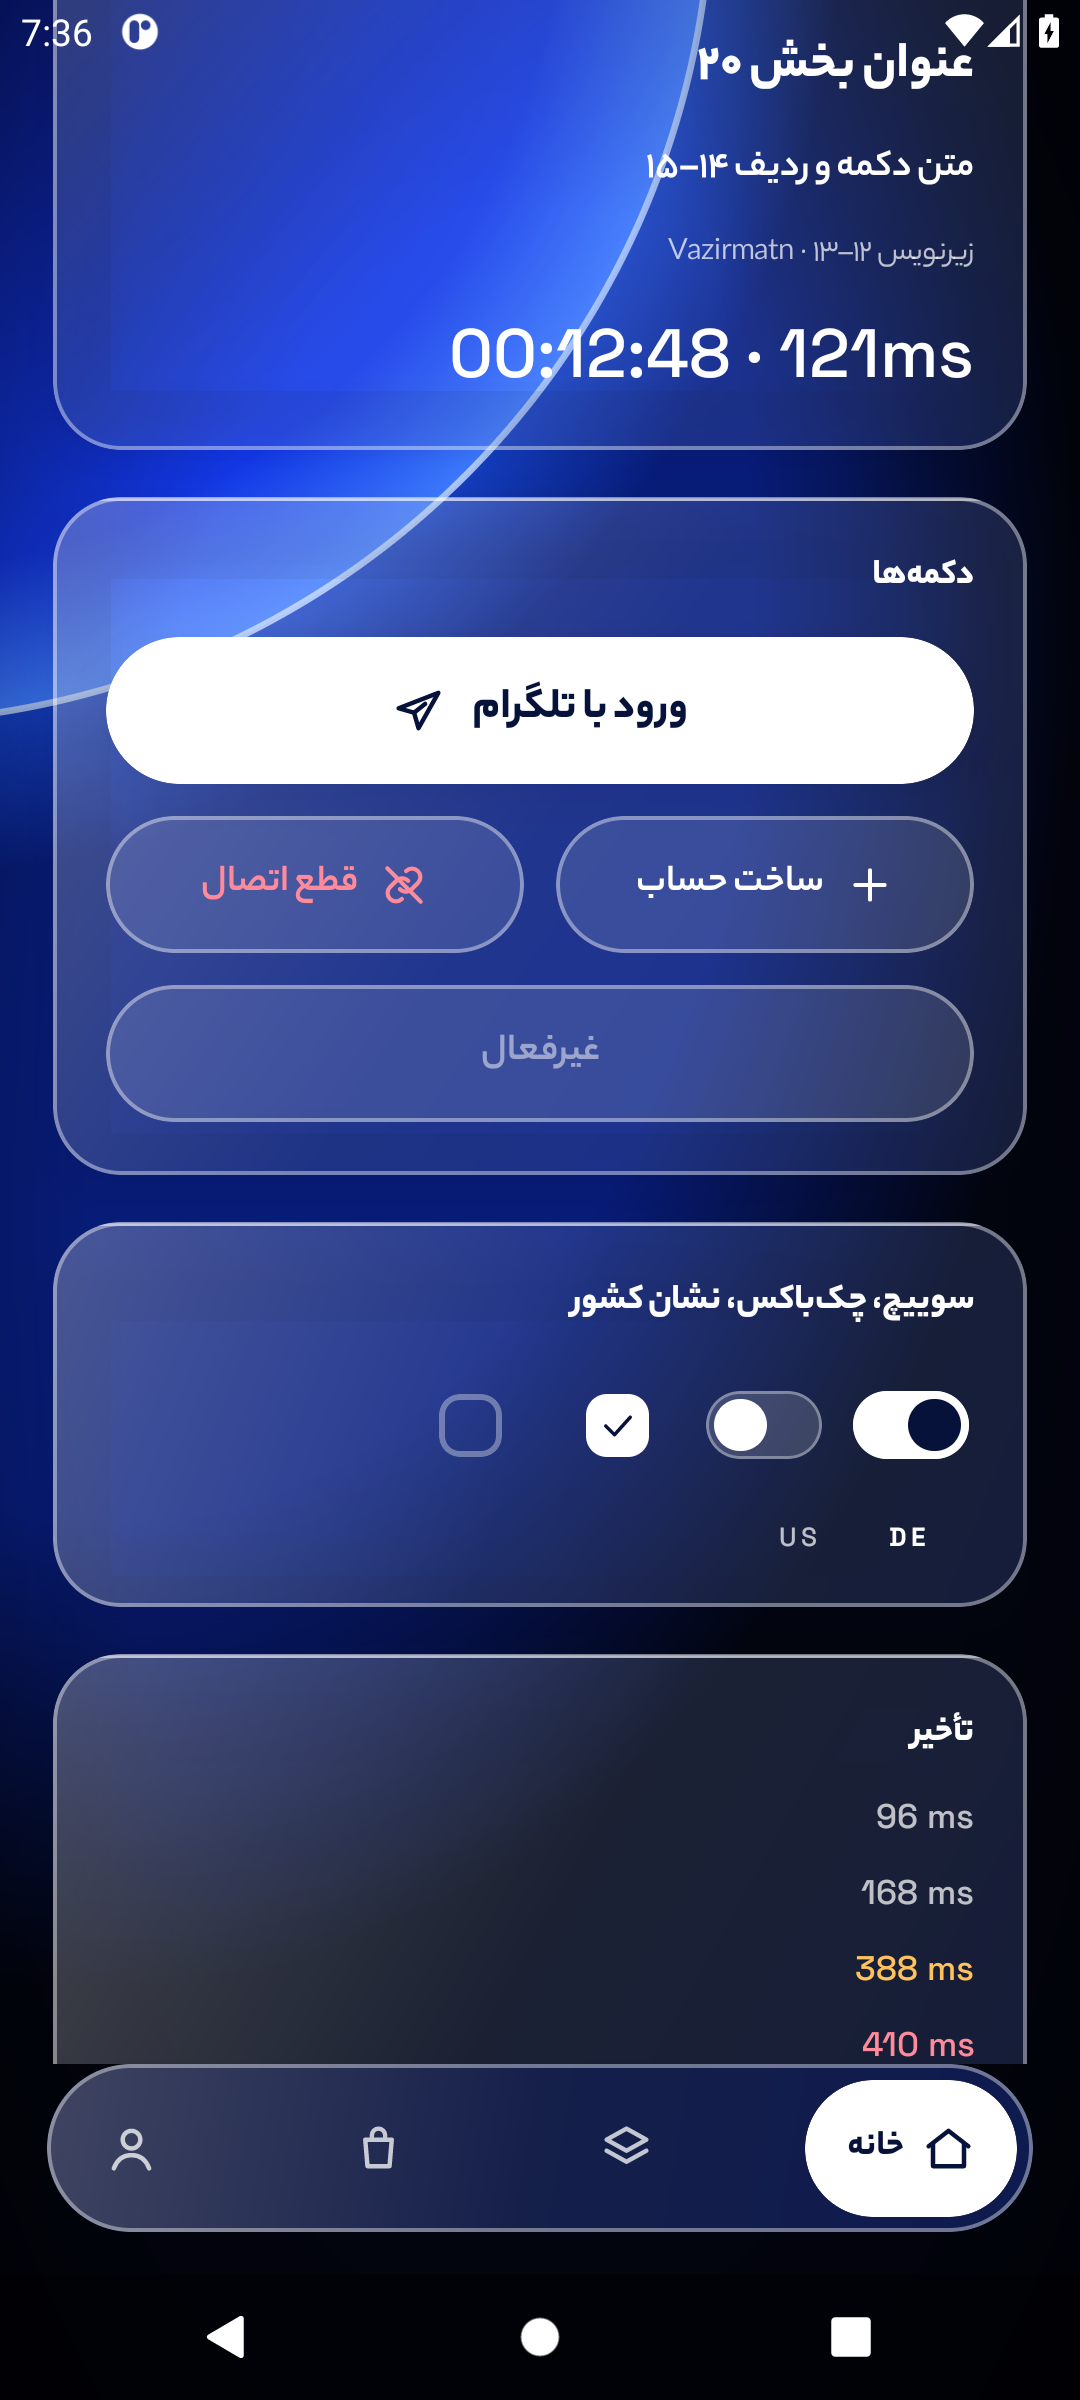 7:36
عنوان بخش ۲۰
متن دکمه و ردیف ۱۴–۱۵
زیرنویس ۱۲–۱۳ · Vazirmatn
00:12:48 · 121ms
دکمه‌ها
ورود با تلگرام
ساخت حساب
قطع اتصال
غیرفعال
سوییچ، چک‌باکس، نشان کشور
DE
US
تأخیر
96 ms
168 ms
388 ms
410 ms
خانه